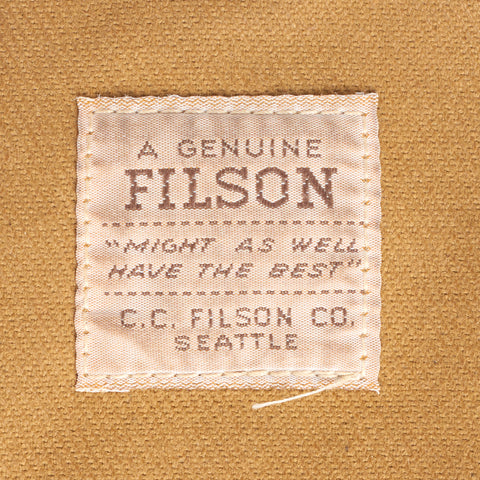 A GENUINE
FILSON
"MIGHT AS WELL
HAVE THE BEST"
C.C. FILSON CO.
SEATTLE